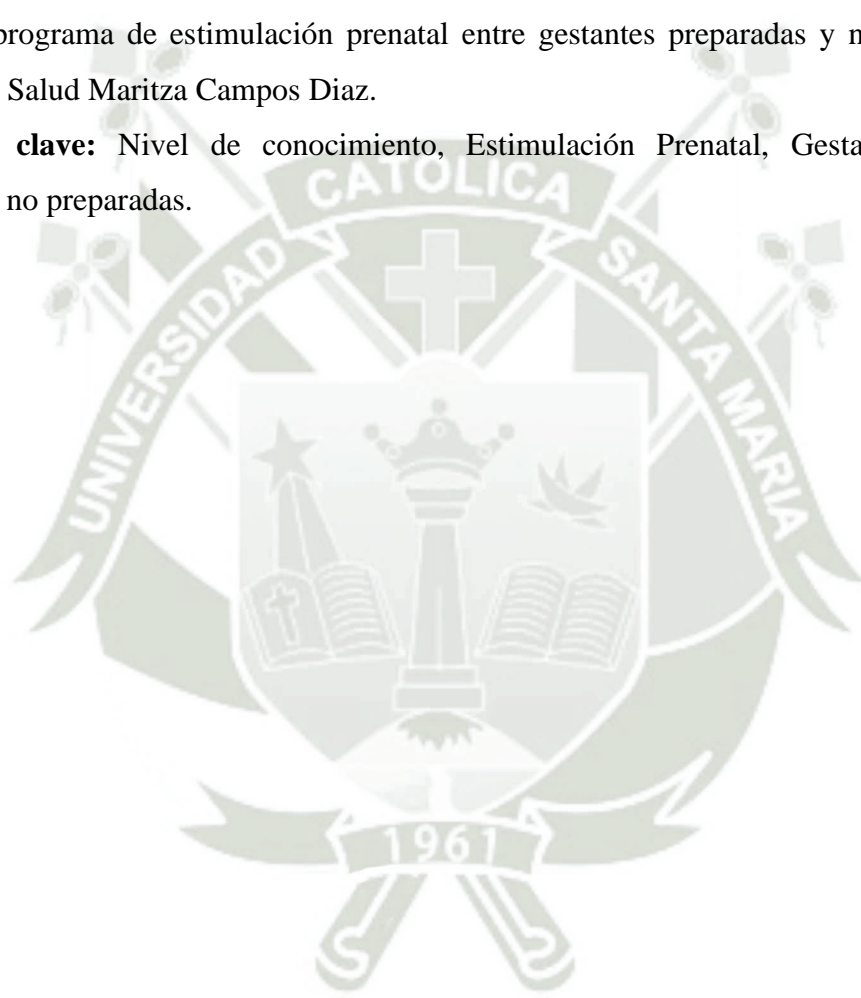 programa de estimulación prenatal entre gestantes preparadas y
Salud Maritza Campos Diaz.
clave: Nivel de conocimiento, Estimulación Prenatal,
no preparadas.
UNIVERSIDAD CATOLICA SANTA MARIA
1961